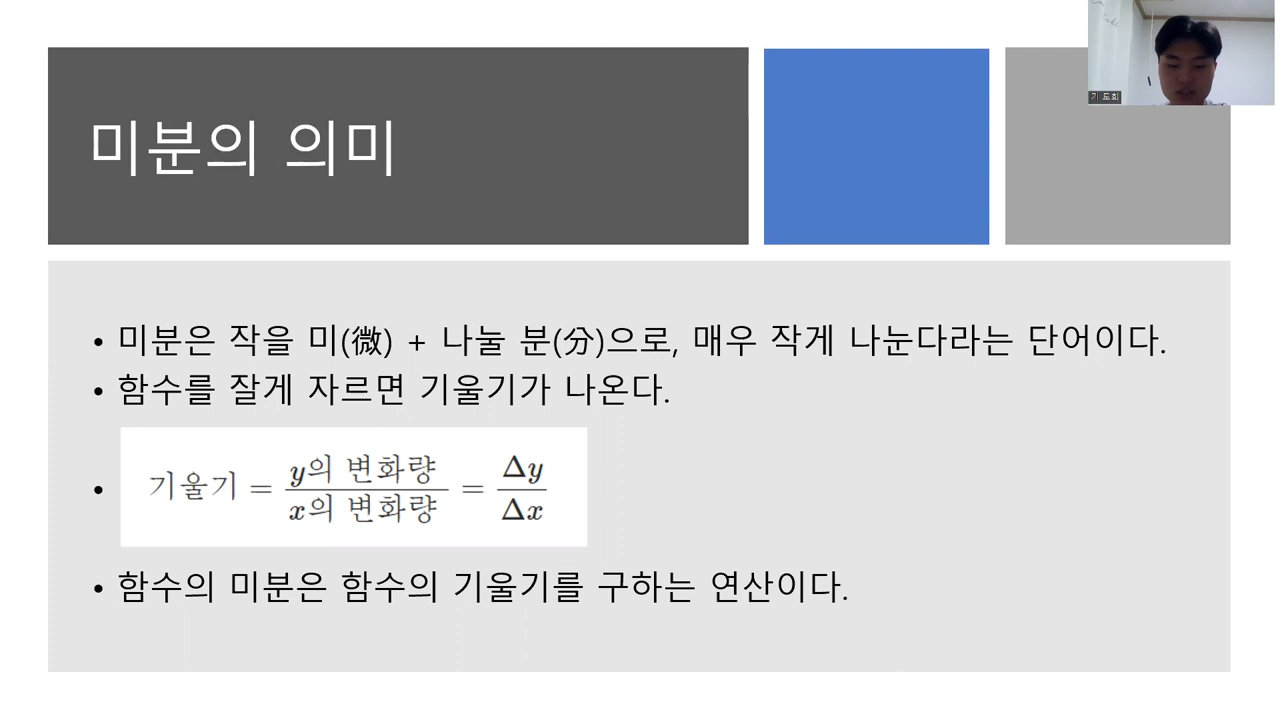 미분의 의미
• 미분은 작을 미(微) + 나눌 분(分)으로, 매우 작게 나눈다라는 단어이다.
• 함수를 잘게 자르면 기울기가 나온다.
• 기울기 = y의 변화량 / x의 변화량 = Δy / Δx
• 함수의 미분은 함수의 기울기를 구하는 연산이다.